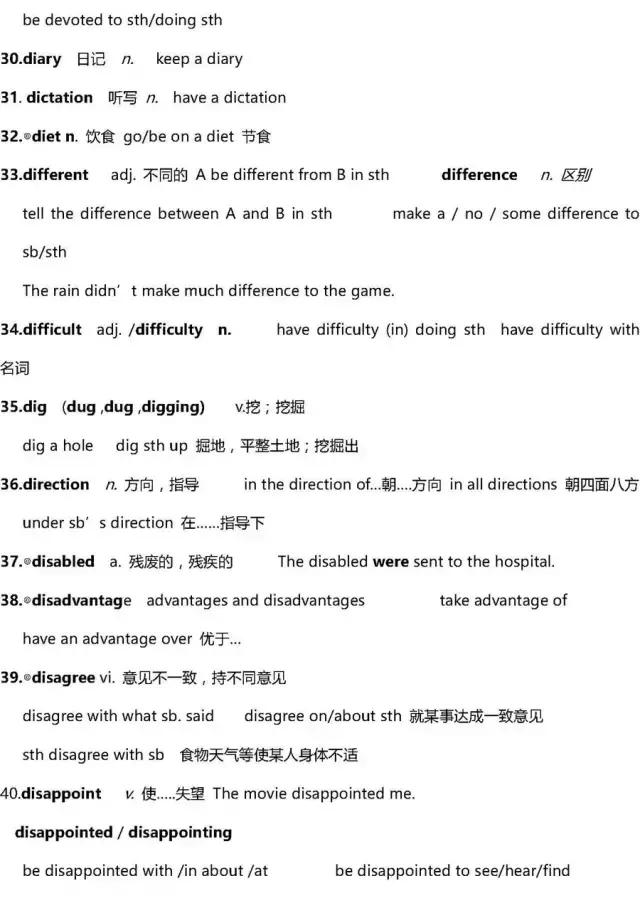 be devoted to sth/doing sth
30.diary 日记 n. keep a diary
31. dictation 听写 n. have a dictation
32.⊙diet n. 饮食 go/be on a diet 节食
33.different adj. 不同的 A be different from B in sth difference n. 区别
tell the difference between A and B in sth make a / no / some difference to
sb/sth
The rain didn’t make much difference to the game.
34.difficult adj. /difficulty n. have difficulty (in) doing sth have difficulty with
名词
35.dig (dug ,dug ,digging) v.挖；挖掘
dig a hole dig sth up 掘地，平整土地；挖掘出
36.direction n. 方向，指导 in the direction of…朝….方向 in all directions 朝四面八方
under sb’s direction 在……指导下
37.⊙disabled a. 残废的，残疾的 The disabled were sent to the hospital.
38.⊙disadvantage advantages and disadvantages take advantage of
have an advantage over 优于…
39.⊙disagree vi. 意见不一致，持不同意见
disagree with what sb. said disagree on/about sth 就某事达成一致意见
sth disagree with sb 食物天气等使某人身体不适
40.disappoint v. 使.....失望 The movie disappointed me.
disappointed / disappointing
be disappointed with /in about /at be disappointed to see/hear/find